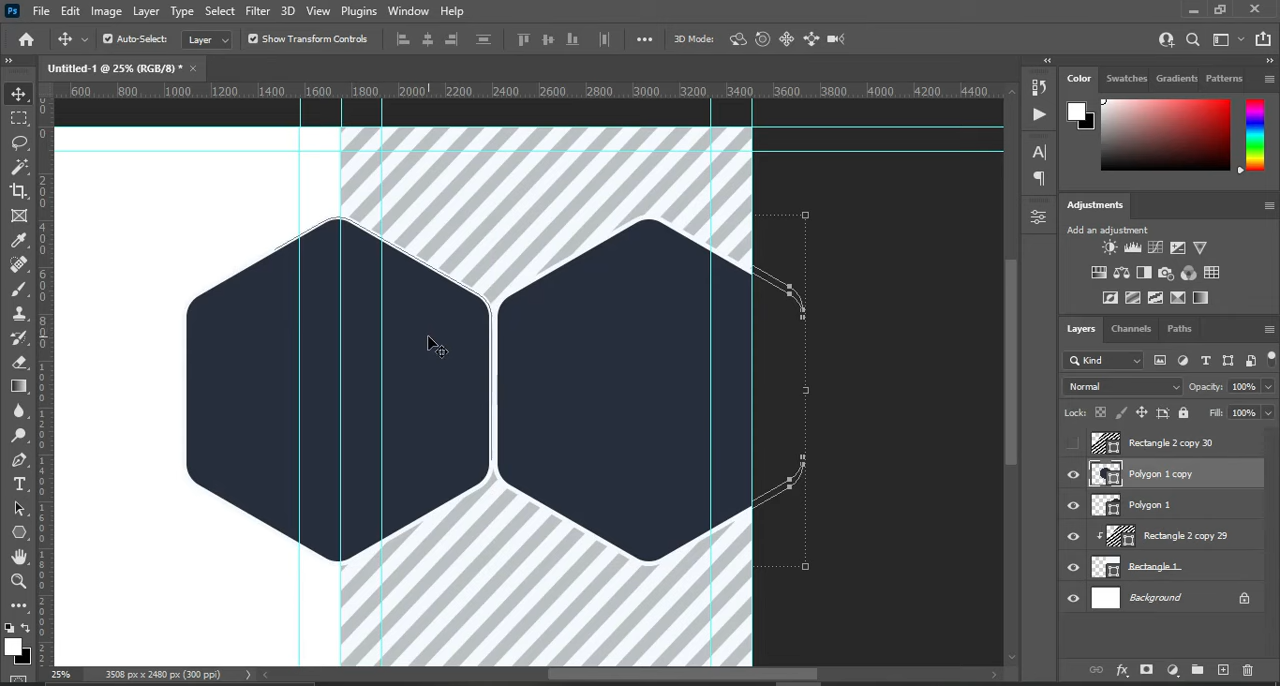 Ps File Edit Image Layer Type Select Filter 3D View Plugins Window Help
Auto-Select: Layer Show Transform Controls 3D Mode:
Untitled-1 @ 25% (RGB/8) *
600 800 1000 1200 1400 1600 1800 2000 2200 2400 2600 2800 3000 3200 3400 3600 3800 4000 4200 4400
Color Swatches Gradients Patterns
Adjustments
Add an adjustment
Layers Channels Paths
Kind
Normal Opacity: 100%
Lock: Fill: 100%
Rectangle 2 copy 30
Polygon 1 copy
Polygon 1
Rectangle 2 copy 29
Rectangle 1
Background
25% 3508 px x 2480 px (300 ppi)